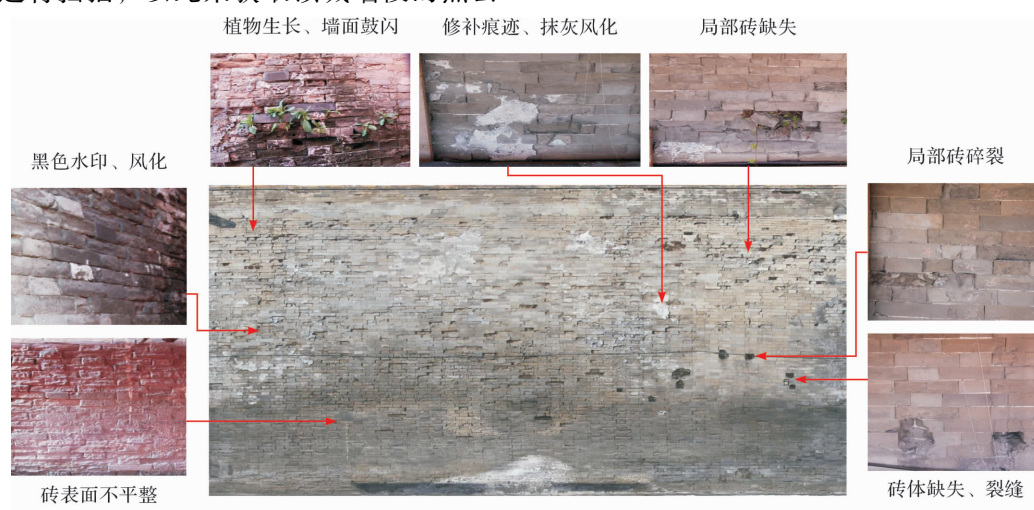 植物生长、墙面鼓闪
修补痕迹、抹灰风化
局部砖缺失
黑色水印、风化
局部砖碎裂
砖表面不平整
砖体缺失、裂缝